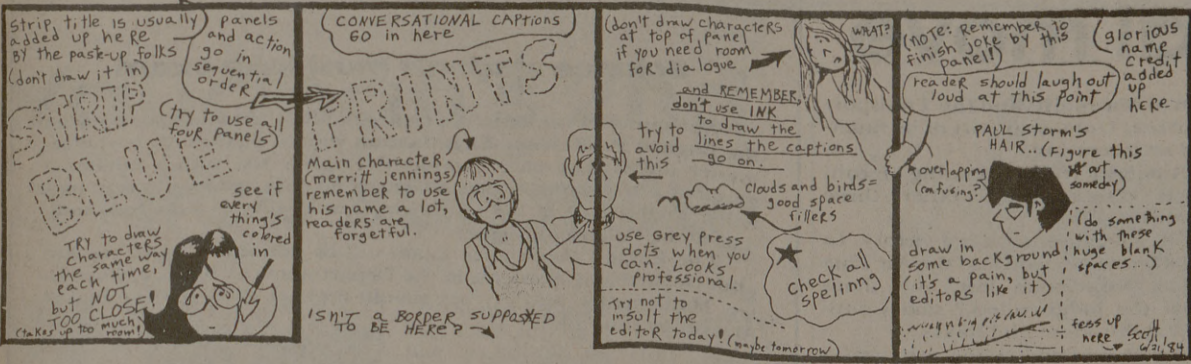 strip title is usually
added up here
By the paste-up folks
(don't draw it in)
panels
and action
go in
sequential
order
STRIP
(try to use all
four panels)
BLUE
see if
every
thing's
colored
in
TRY to draw
CHARACTERS
the same way
each time,
but NOT
TOO CLOSE!
(takes up too much room!)
CONVERSATIONAL CAPTIONS
GO in here
PRINTS
Main character
(merritt jennings)
remember to use
his name a lot,
readers are
forgetful.
ISN'T a BORDER SUPPOSED
TO BE HERE?
(don't draw characters
at top of panel
if you need room
for dialogue
WHAT?
and REMEMBER,
don't use INK
to draw the
lines the captions
go on.
try to
avoid
this
clouds and birds=
good space
fillers
use Grey press
dots when you
can. Looks
professional.
check all
spelinng
Try not to
insult the
editor today! (maybe tomorrow)
(NOTE: Remember to
finish joke by this
panel!)
glorious
name
credit
added
up
here
reader should laugh out
loud at this point
PAUL Storm's
HAIR..(Figure this
out
someday)
overlapping
(confusing?)
(do something
with these
huge blank
spaces...)
draw in
some background
(it's a pain, but
editors like it)
fess up
here
Scott
6/21/84